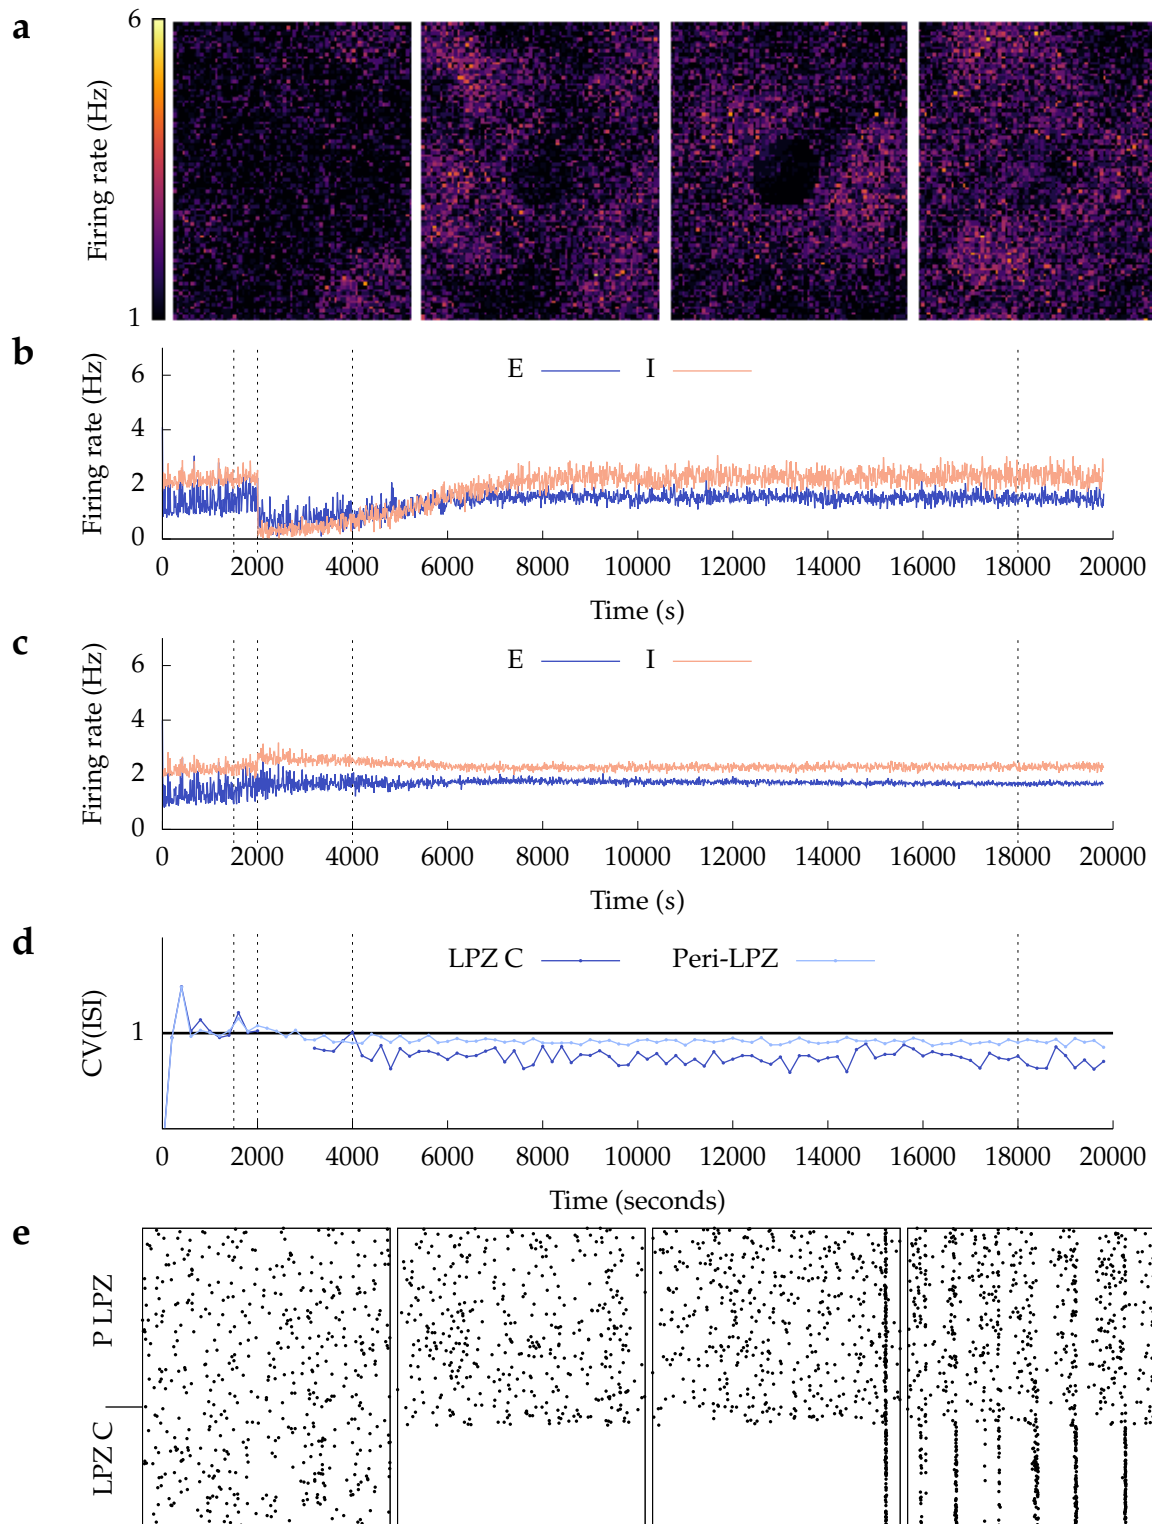 a
6
Firing rate (Hz)
1
b
Firing rate (Hz)
6
4
2
0
E
I
0 2000 4000 6000 8000 10000 12000 14000 16000 18000 20000
Time (s)
c
Firing rate (Hz)
6
4
2
0
E
I
0 2000 4000 6000 8000 10000 12000 14000 16000 18000 20000
Time (s)
d
CV(ISI)
1
LPZ C
Peri-LPZ
0 2000 4000 6000 8000 10000 12000 14000 16000 18000 20000
Time (seconds)
e
P LPZ
LPZ C